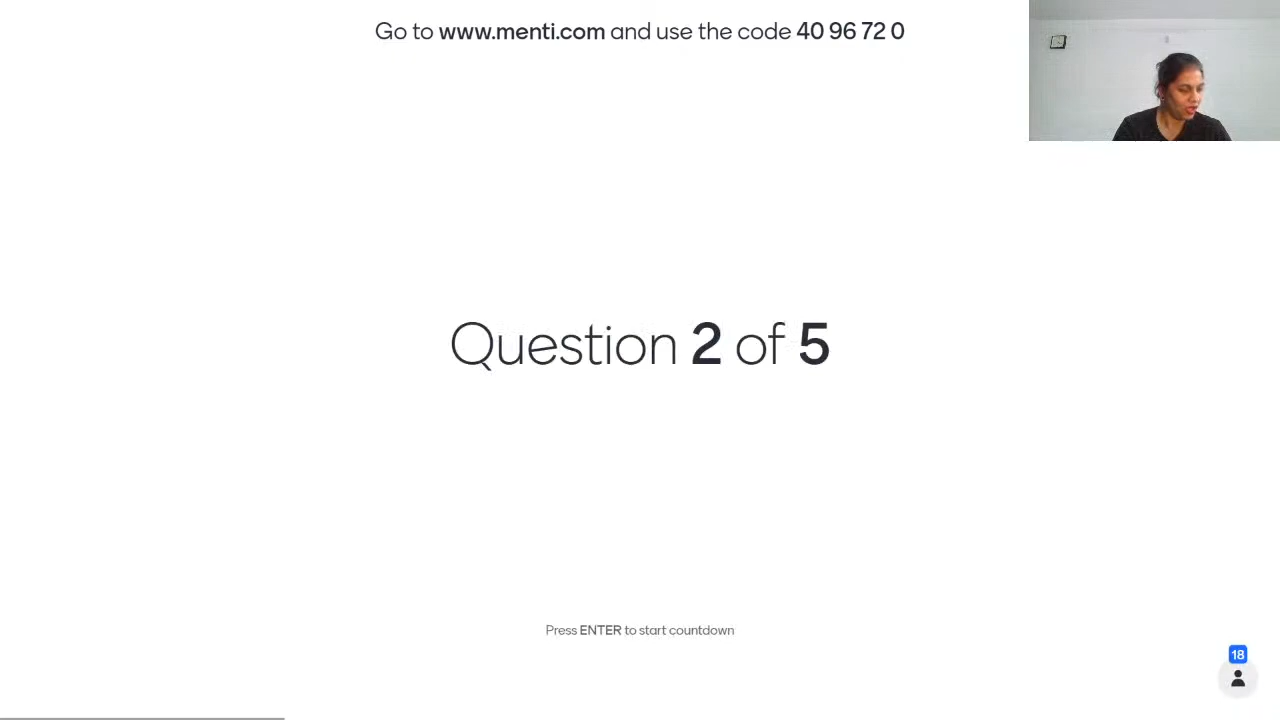 Go to www.menti.com and use the code 40 96 72 0
Question 2 of 5
Press ENTER to start countdown
18